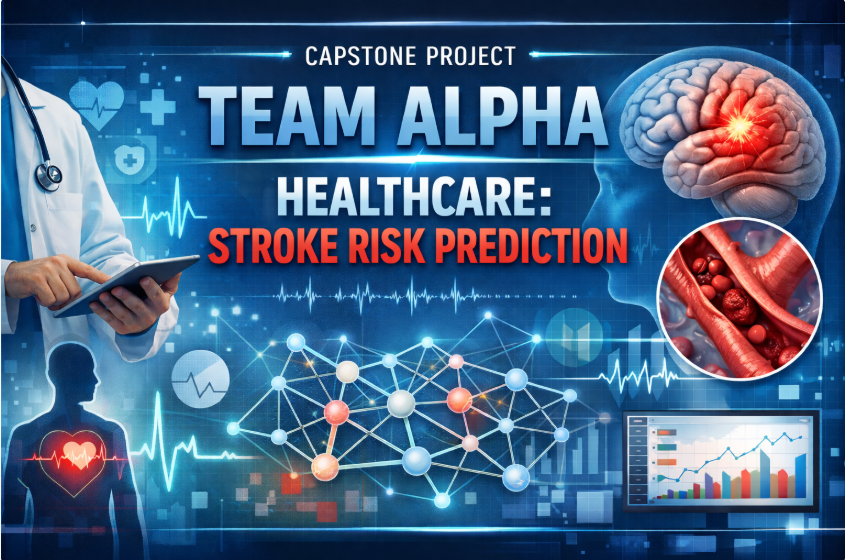 CAPSTONE PROJECT
TEAM ALPHA
HEALTHCARE:
STROKE RISK PREDICTION